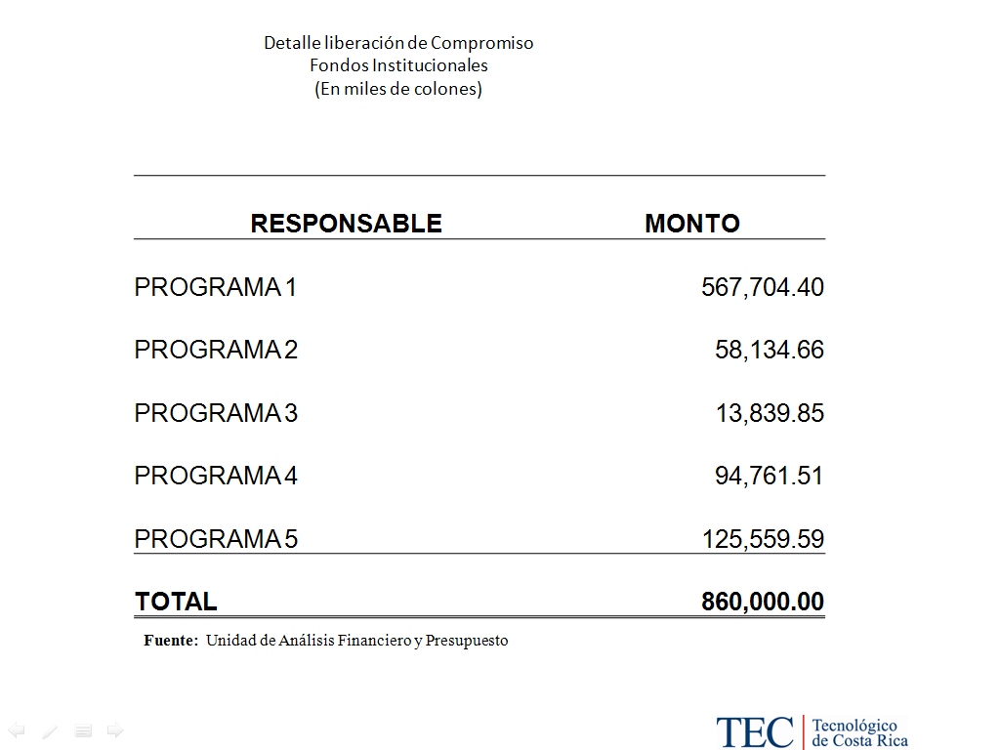 Detalle liberación de Compromiso
Fondos Institucionales
(En miles de colones)
RESPONSABLE MONTO
PROGRAMA 1 567,704.40
PROGRAMA 2 58,134.66
PROGRAMA 3 13,839.85
PROGRAMA 4 94,761.51
PROGRAMA 5 125,559.59
TOTAL 860,000.00
Fuente: Unidad de Análisis Financiero y Presupuesto
TEC | Tecnológico
de Costa Rica